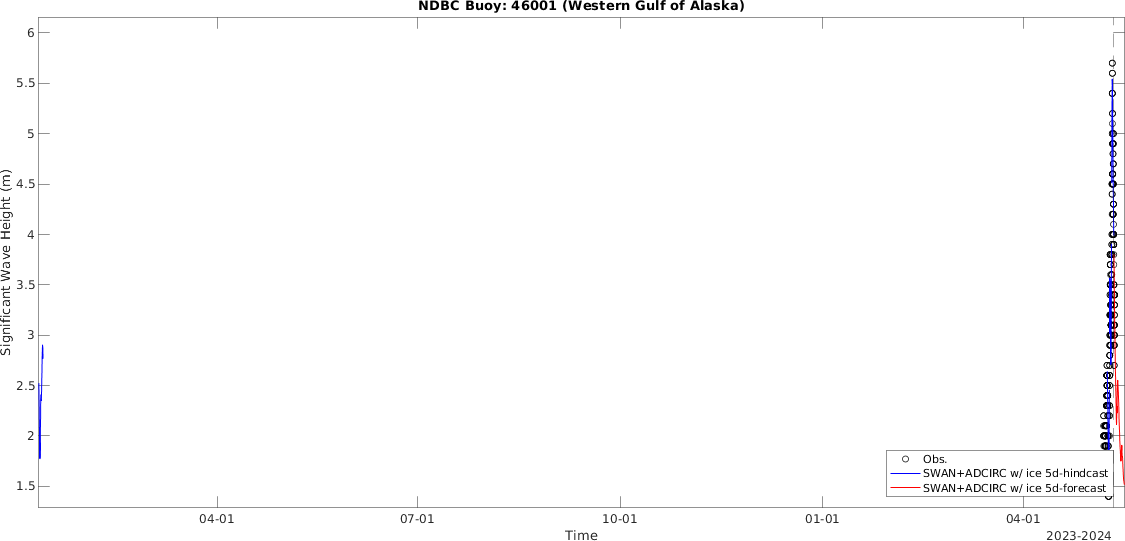 NDBC Buoy: 46001 (Western Gulf of Alaska)
6
5.5
5
4.5
4
3.5
3
2.5
2
1.5
Significant Wave Height (m)
Obs.
SWAN+ADCIRC w/ ice 5d-hindcast
SWAN+ADCIRC w/ ice 5d-forecast
04-01
07-01
10-01
01-01
04-01
Time
2023-2024